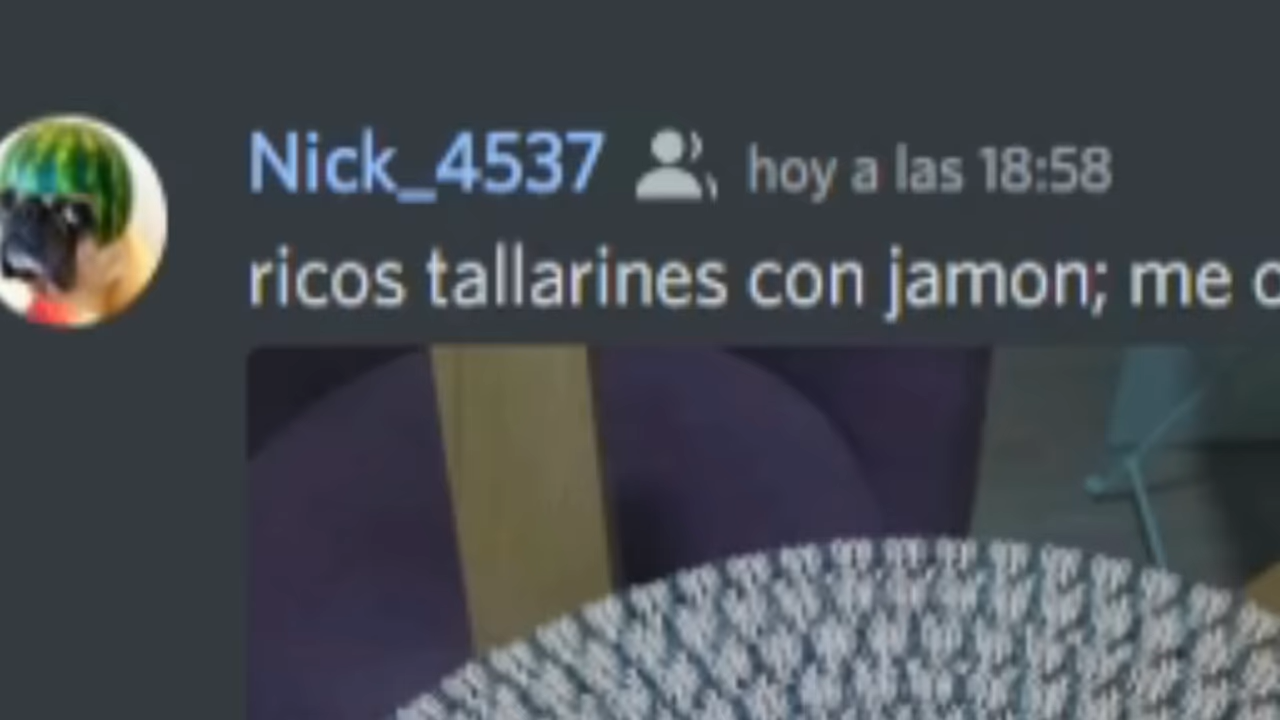 Nick_4537 hoy a las 18:58
ricos tallarines con jamon; me